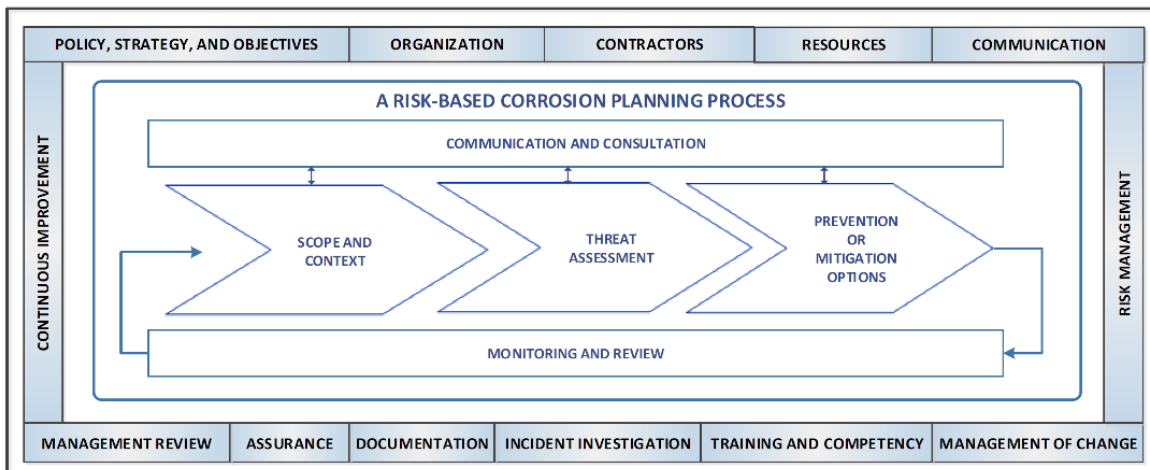 POLICY, STRATEGY, AND OBJECTIVES
ORGANIZATION
CONTRACTORS
RESOURCES
COMMUNICATION
CONTINUOUS IMPROVEMENT
A RISK-BASED CORROSION PLANNING PROCESS
COMMUNICATION AND CONSULTATION
SCOPE AND
CONTEXT
THREAT
ASSESSMENT
PREVENTION
OR
MITIGATION
OPTIONS
MONITORING AND REVIEW
RISK MANAGEMENT
MANAGEMENT REVIEW
ASSURANCE
DOCUMENTATION
INCIDENT INVESTIGATION
TRAINING AND COMPETENCY
MANAGEMENT OF CHANGE